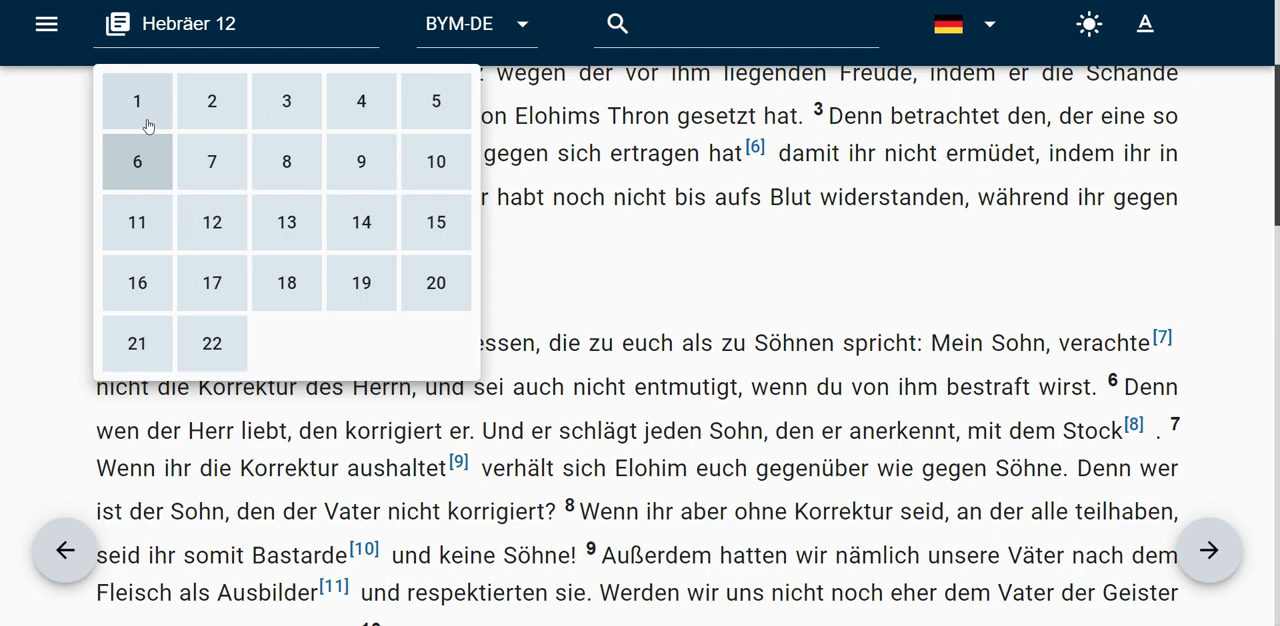 Hebräer 12 BYM-DE A
1 2 3 4 5
6 7 8 9 10
11 12 13 14 15
16 17 18 19 20
21 22
wegen der vor ihm liegenden Freude, indem er die Schande
on Elohims Thron gesetzt hat. 3 Denn betrachtet den, der eine so
gegen sich ertragen hat[6] damit ihr nicht ermüdet, indem ihr in
r habt noch nicht bis aufs Blut widerstanden, während ihr gegen
essen, die zu euch als zu Söhnen spricht: Mein Sohn, verachte[7]
nicht die Korrektur des Herrn, und sei auch nicht entmutigt, wenn du von ihm bestraft wirst. 6 Denn
wen der Herr liebt, den korrigiert er. Und er schlägt jeden Sohn, den er anerkennt, mit dem Stock[8] . 7
Wenn ihr die Korrektur aushaltet[9] verhält sich Elohim euch gegenüber wie gegen Söhne. Denn wer
ist der Sohn, den der Vater nicht korrigiert? 8 Wenn ihr aber ohne Korrektur seid, an der alle teilhaben,
seid ihr somit Bastarde[10] und keine Söhne! 9 Außerdem hatten wir nämlich unsere Väter nach dem
Fleisch als Ausbilder[11] und respektierten sie. Werden wir uns nicht noch eher dem Vater der Geister